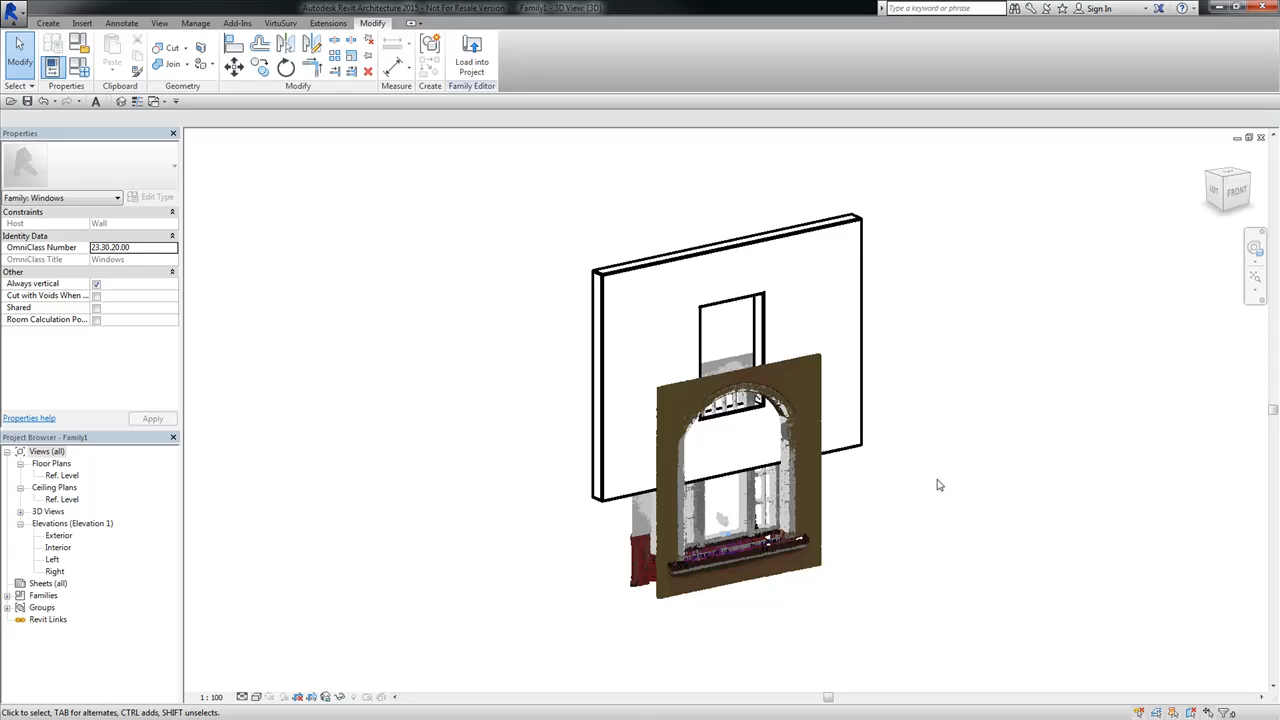 Autodesk Revit Architecture 2015 - Not For Resale Version - Family1 - 3D View: {3D}
Type a keyword or phrase
Sign In
Create Insert Annotate View Manage Add-Ins VirtuSurv Extensions Modify
Cut
Join
Modify
Paste
Load into
Project
Select Properties Clipboard Geometry Modify Measure Create Family Editor
Properties
Family: Windows
Edit Type
Constraints
Host Wall
Identity Data
OmniClass Number 23.30.20.00
OmniClass Title Windows
Other
Always vertical
Cut with Voids When ...
Shared
Room Calculation Po...
Properties help
Apply
Project Browser - Family1
Views (all)
Floor Plans
Ref. Level
Ceiling Plans
Ref. Level
3D Views
Elevations (Elevation 1)
Exterior
Interior
Left
Right
Sheets (all)
Families
Groups
Revit Links
LEFT
FRONT
1 : 100
Click to select, TAB for alternates, CTRL adds, SHIFT unselects.
:0